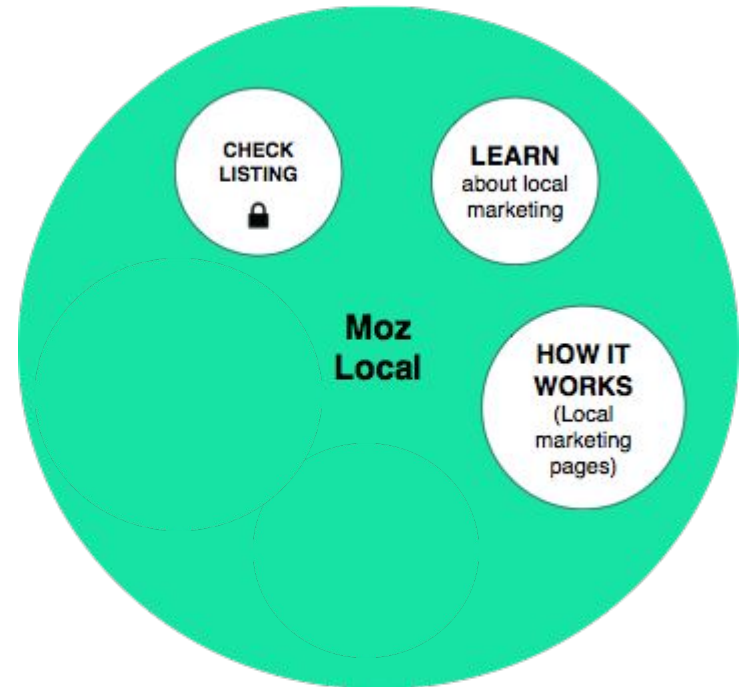 CHECK
LISTING
LEARN
about local
marketing
Moz
Local
HOW IT
WORKS
(Local
marketing
pages)